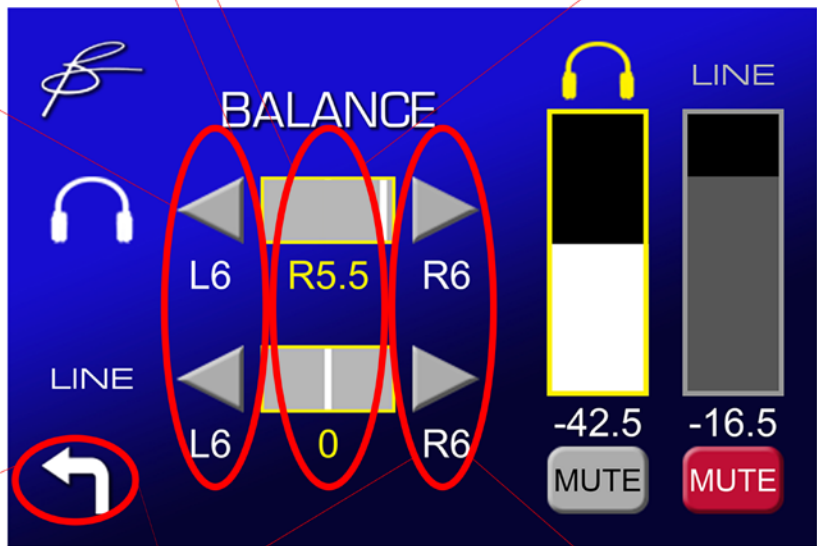 BALANCE
LINE
L6 R5.5 R6
LINE
L6 0 R6
-42.5 -16.5
MUTE MUTE